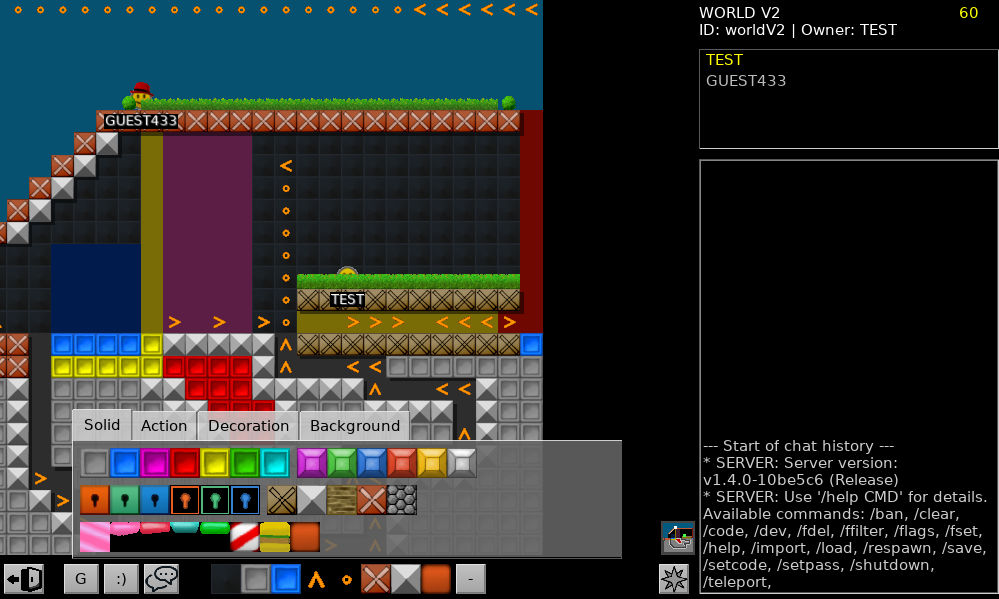 WORLD V2 60
ID: worldV2 | Owner: TEST
TEST
GUEST433
GUEST433
TEST
Solid Action Decoration Background
--- Start of chat history ---
* SERVER: Server version:
v1.4.0-10be5c6 (Release)
* SERVER: Use '/help CMD' for details.
Available commands: /ban, /clear,
/code, /dev, /fdel, /ffilter, /flags, /fset,
/help, /import, /load, /respawn, /save,
/setcode, /setpass, /shutdown,
/teleport,
G :) -